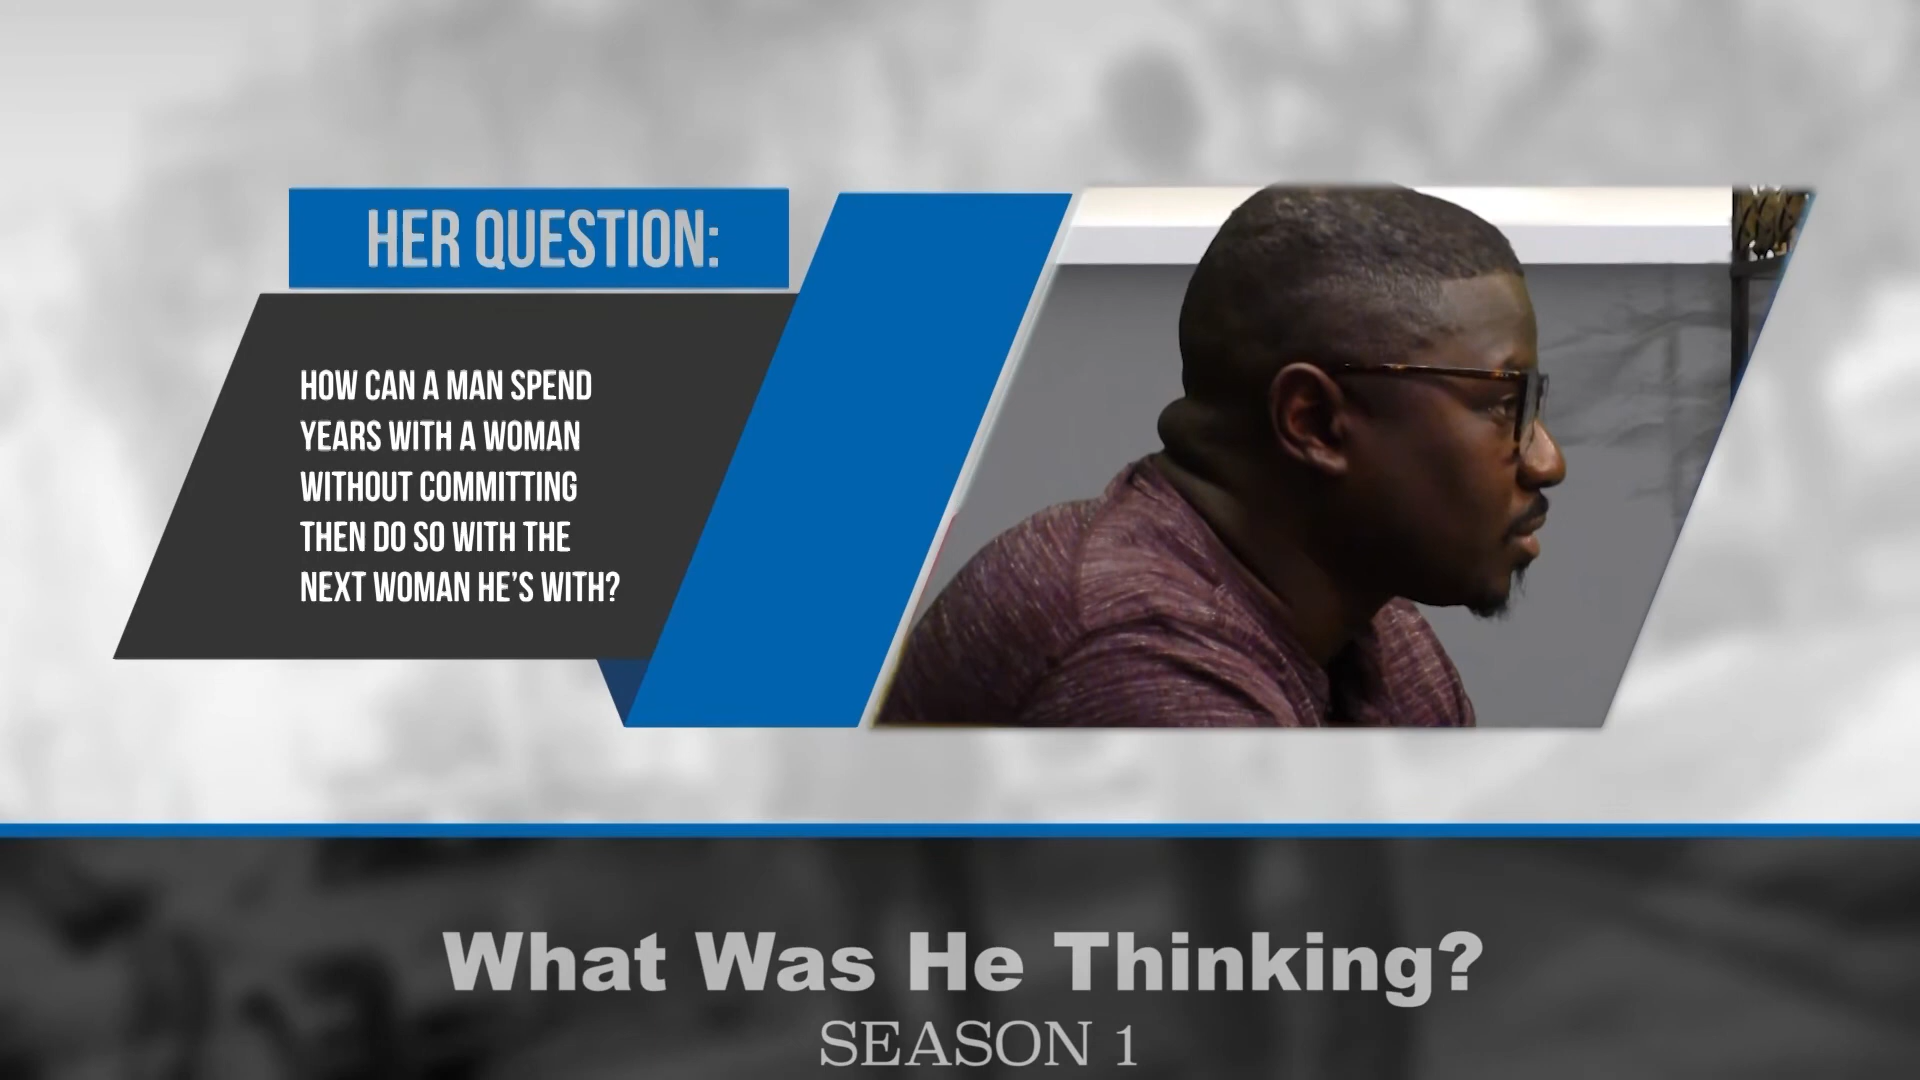 HER QUESTION:
HOW CAN A MAN SPEND
YEARS WITH A WOMAN
WITHOUT COMMITTING
THEN DO SO WITH THE
NEXT WOMAN HE'S WITH?
What Was He Thinking?
SEASON 1